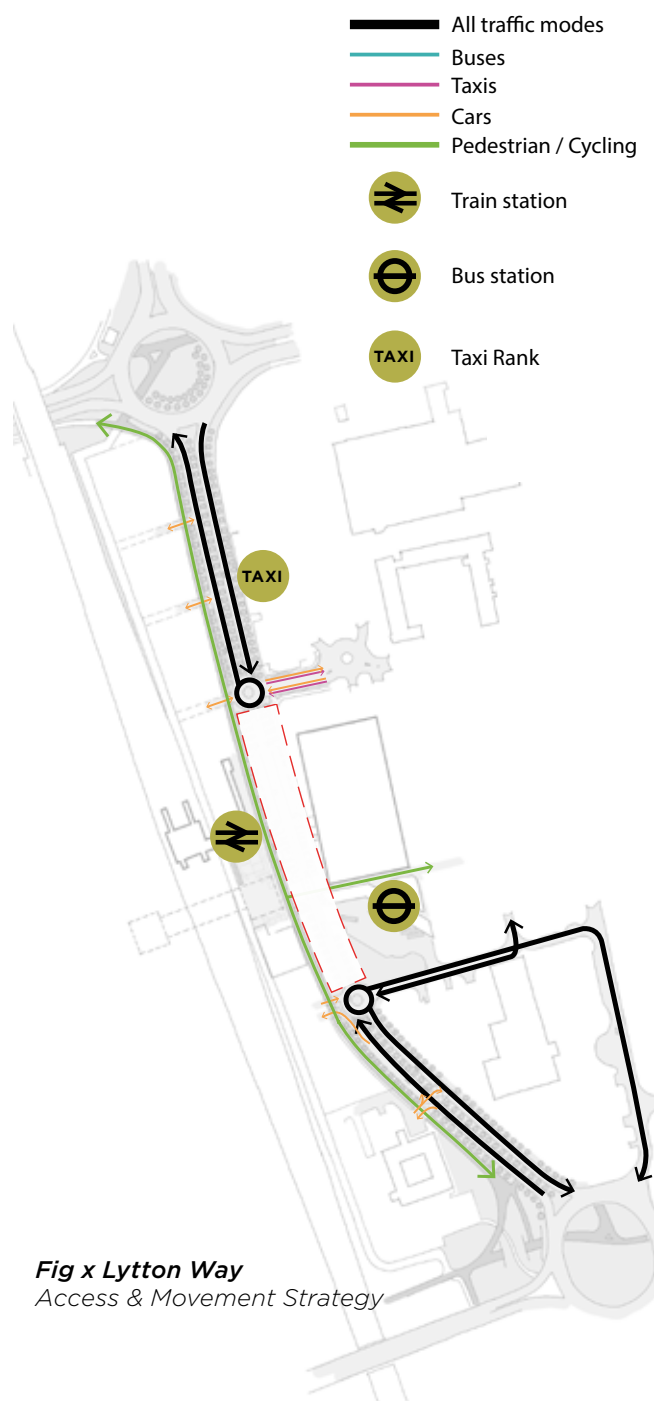 All traffic modes
Buses
Taxis
Cars
Pedestrian / Cycling
Train station
Bus station
TAXI
Taxi Rank
TAXI
Fig x Lytton Way
Access & Movement Strategy